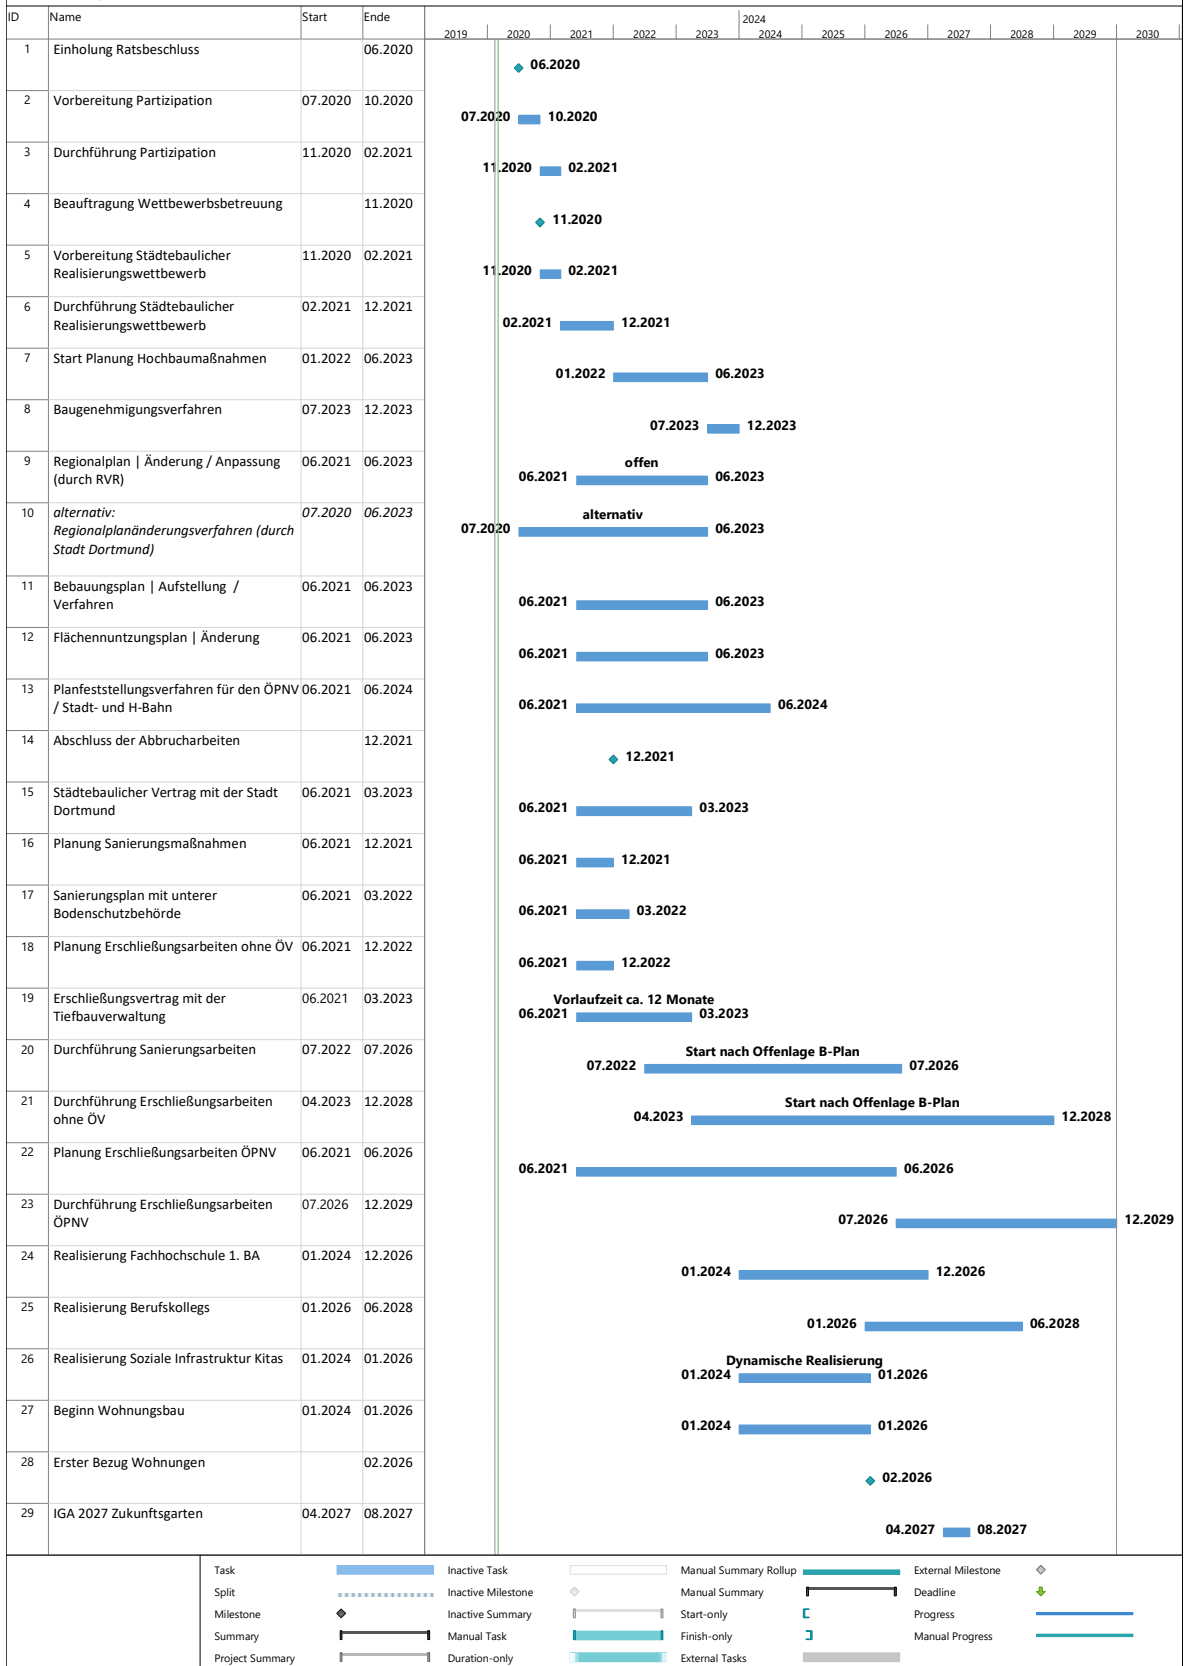 ID Name Start Ende
2024
2019 2020 2021 2022 2023 2024 2025 2026 2027 2028 2029 2030
1 Einholung Ratsbeschluss 06.2020
06.2020
2 Vorbereitung Partizipation 07.2020 10.2020
07.2020 10.2020
3 Durchführung Partizipation 11.2020 02.2021
11.2020 02.2021
4 Beauftragung Wettbewerbsbetreuung 11.2020
11.2020
5 Vorbereitung Städtebaulicher 11.2020 02.2021
Realisierungswettbewerb
11.2020 02.2021
6 Durchführung Städtebaulicher 02.2021 12.2021
Realisierungswettbewerb
02.2021 12.2021
7 Start Planung Hochbaumaßnahmen 01.2022 06.2023
01.2022 06.2023
8 Baugenehmigungsverfahren 07.2023 12.2023
07.2023 12.2023
9 Regionalplan | Änderung / Anpassung 06.2021 06.2023
(durch RVR)
offen
06.2021 06.2023
10 alternativ: 07.2020 06.2023
Regionalplanänderungsverfahren (durch
Stadt Dortmund)
alternativ
07.2020 06.2023
11 Bebauungsplan | Aufstellung / 06.2021 06.2023
Verfahren
06.2021 06.2023
12 Flächennuntzungsplan | Änderung 06.2021 06.2023
06.2021 06.2023
13 Planfeststellungsverfahren für den ÖPNV 06.2021 06.2024
/ Stadt- und H-Bahn
06.2021 06.2024
14 Abschluss der Abbrucharbeiten 12.2021
12.2021
15 Städtebaulicher Vertrag mit der Stadt 06.2021 03.2023
Dortmund
06.2021 03.2023
16 Planung Sanierungsmaßnahmen 06.2021 12.2021
06.2021 12.2021
17 Sanierungsplan mit unterer 06.2021 03.2022
Bodenschutzbehörde
06.2021 03.2022
18 Planung Erschließungsarbeiten ohne ÖV 06.2021 12.2022
06.2021 12.2022
19 Erschließungsvertrag mit der 06.2021 03.2023
Tiefbauverwaltung
Vorlaufzeit ca. 12 Monate
06.2021 03.2023
20 Durchführung Sanierungsarbeiten 07.2022 07.2026
Start nach Offenlage B-Plan
07.2022 07.2026
21 Durchführung Erschließungsarbeiten 04.2023 12.2028
ohne ÖV
Start nach Offenlage B-Plan
04.2023 12.2028
22 Planung Erschließungsarbeiten ÖPNV 06.2021 06.2026
06.2021 06.2026
23 Durchführung Erschließungsarbeiten 07.2026 12.2029
ÖPNV
07.2026 12.2029
24 Realisierung Fachhochschule 1. BA 01.2024 12.2026
01.2024 12.2026
25 Realisierung Berufskollegs 01.2026 06.2028
01.2026 06.2028
26 Realisierung Soziale Infrastruktur Kitas 01.2024 01.2026
Dynamische Realisierung
01.2024 01.2026
27 Beginn Wohnungsbau 01.2024 01.2026
01.2024 01.2026
28 Erster Bezug Wohnungen 02.2026
02.2026
29 IGA 2027 Zukunftsgarten 04.2027 08.2027
04.2027 08.2027
Task Inactive Task Manual Summary Rollup External Milestone
Split Inactive Milestone Manual Summary Deadline
Milestone Inactive Summary Start-only Progress
Summary Manual Task Finish-only Manual Progress
Project Summary Duration-only External Tasks